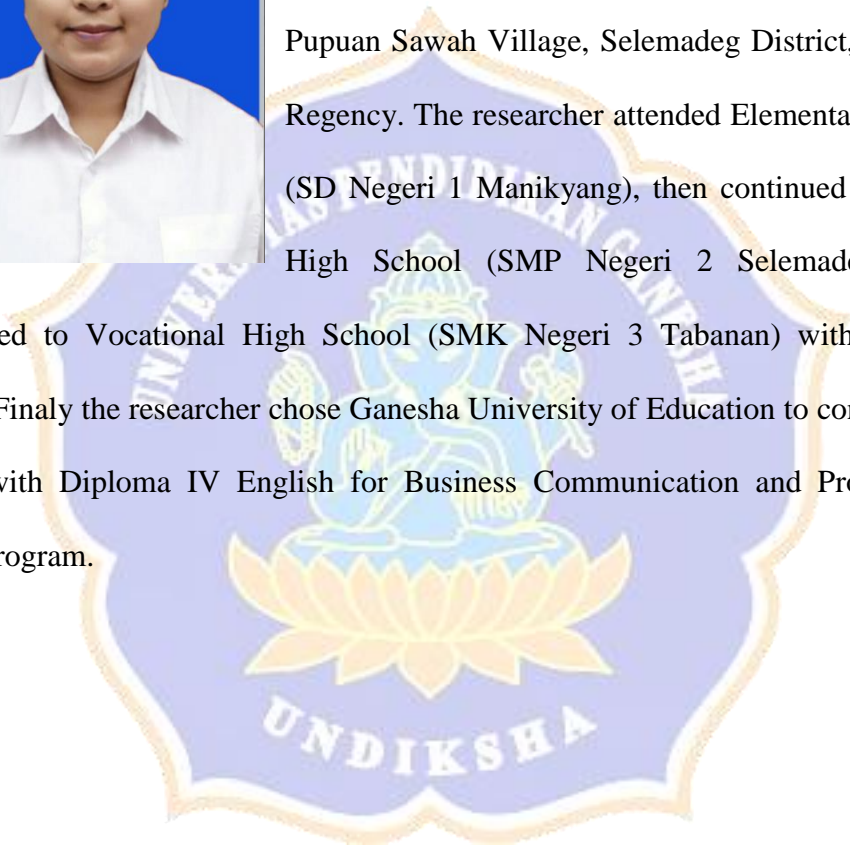 Pupuan Sawah Village, Selemadeg District,
Regency. The researcher attended Elementa
(SD Negeri 1 Manikyang), then continued
High School (SMP Negeri 2 Selemad
ed to Vocational High School (SMK Negeri 3 Tabanan) with
Finaly the researcher chose Ganesha University of Education to co
with Diploma IV English for Business Communication and Pr
rogram.
UNIVERSITAS PENDIDIKAN GANESHA
UNDIKSHA